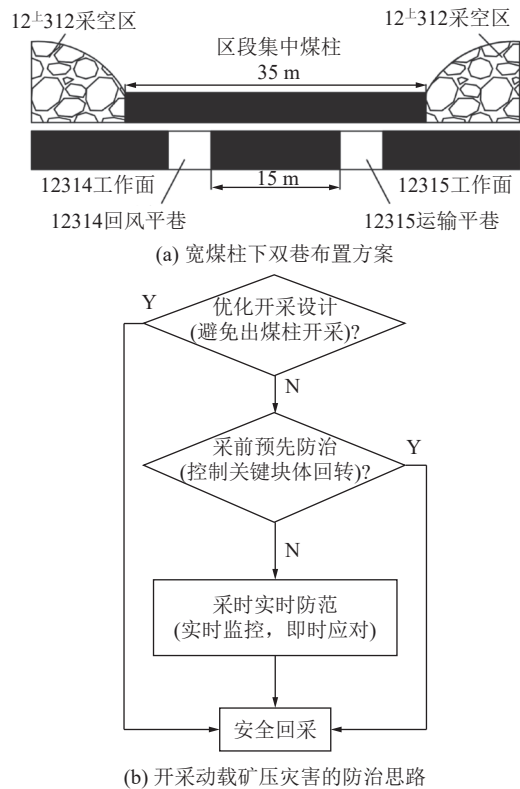 12上312采空区
12上312采空区
区段集中煤柱
35 m
12314工作面
15 m
12315工作面
12314回风平巷
12315运输平巷
(a) 宽煤柱下双巷布置方案
Y
优化开采设计
(避免出煤柱开采)?
N
采前预先防治
(控制关键块体回转)?
Y
N
采时实时防范
(实时监控，即时应对)
安全回采
(b) 开采动载矿压灾害的防治思路